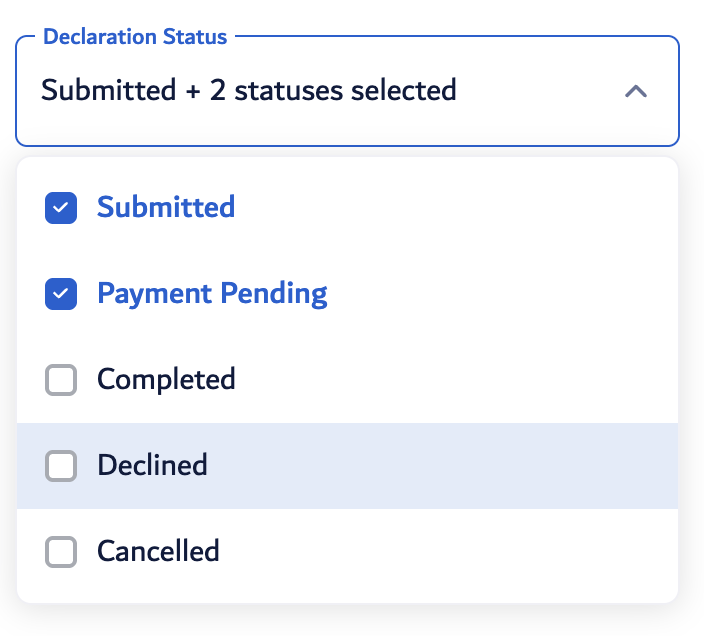 Declaration Status
Submitted + 2 statuses selected
Submitted
Payment Pending
Completed
Declined
Cancelled